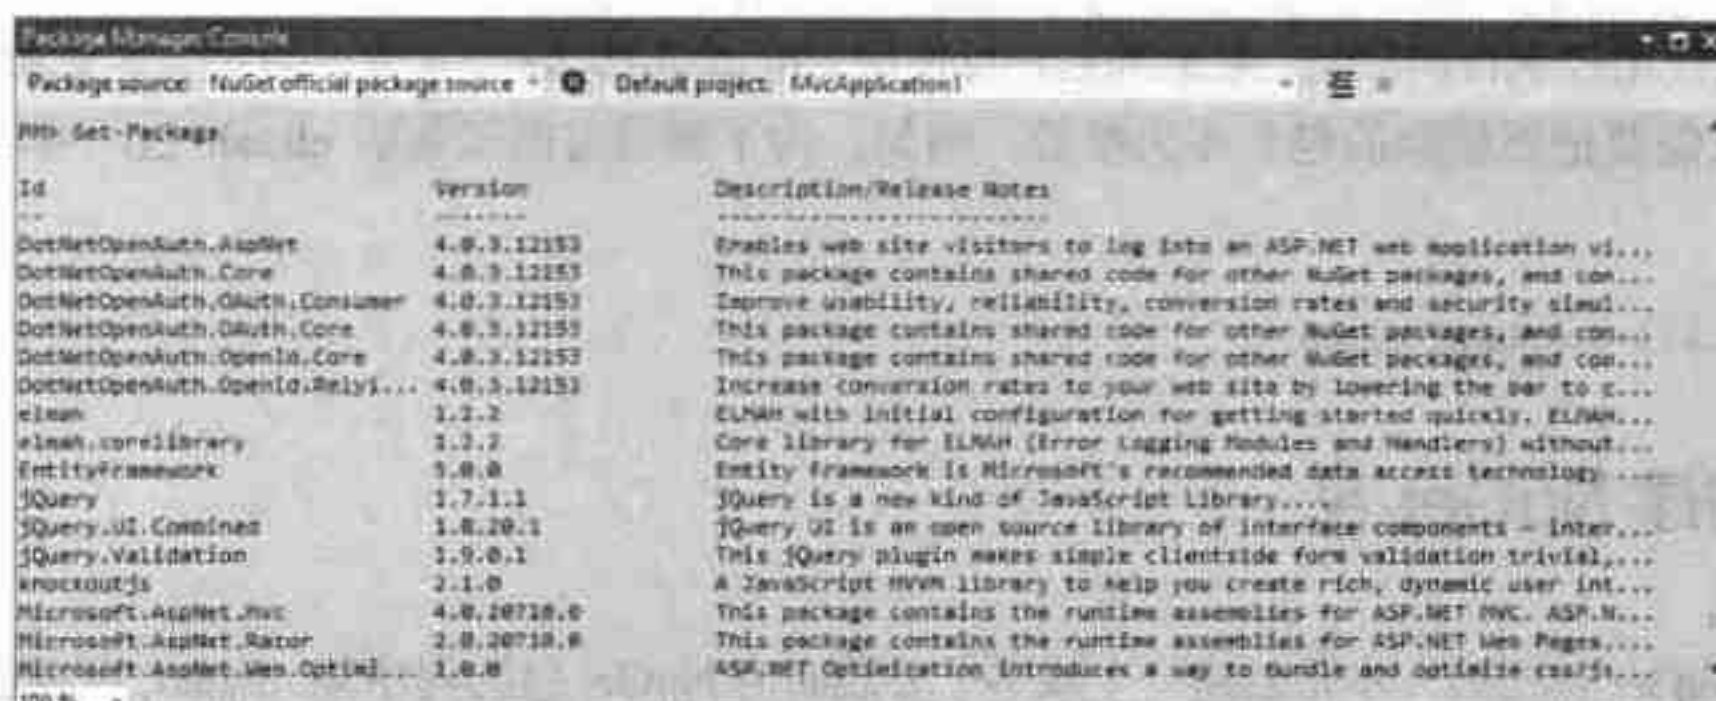 Package Manager Console
Package source: NuGet official package source Default project: MvcApplication1
PM> Get-Package
Id Version Description/Release Notes
-- ------- -------------------------
DotNetOpenAuth.AspNet 4.0.3.12153 Enables web site visitors to log into an ASP.NET web application vi...
DotNetOpenAuth.Core 4.0.3.12153 This package contains shared code for other NuGet packages, and con...
DotNetOpenAuth.OAuth.Consumer 4.0.3.12153 Improve usability, reliability, conversion rates and security simul...
DotNetOpenAuth.OAuth.Core 4.0.3.12153 This package contains shared code for other NuGet packages, and con...
DotNetOpenAuth.OpenId.Core 4.0.3.12153 This package contains shared code for other NuGet packages, and con...
DotNetOpenAuth.OpenId.Relyi... 4.0.3.12153 Increase conversion rates to your web site by lowering the bar to c...
elmah 1.2.2 ELMAH with initial configuration for getting started quickly. ELMAH...
elmah.corelibrary 1.2.2 Core library for ELMAH (Error Logging Modules and Handlers) without...
EntityFramework 5.0.0 Entity Framework is Microsoft's recommended data access technology ...
jQuery 1.7.1.1 jQuery is a new kind of JavaScript Library....
jQuery.UI.Combined 1.8.20.1 jQuery UI is an open source library of interface components — inter...
jQuery.Validation 1.9.0.1 This jQuery plugin makes simple clientside form validation trivial,...
knockoutjs 2.1.0 A JavaScript MVVM library to help you create rich, dynamic user int...
Microsoft.AspNet.Mvc 4.0.20710.0 This package contains the runtime assemblies for ASP.NET MVC. ASP.N...
Microsoft.AspNet.Razor 2.0.20710.0 This package contains the runtime assemblies for ASP.NET Web Pages....
Microsoft.AspNet.Web.Optimi... 1.0.0 ASP.NET Optimization introduces a way to bundle and optimize css/js...